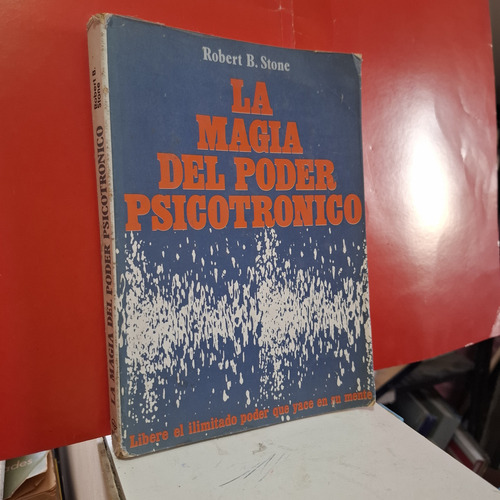 Robert B. Stone
LA
MAGIA
DEL PODER
PSICOTRONICO
Libere el ilimitado poder que yace en su mente
LA MAGIA DEL PODER PSICOTRONICO
Robert B.
Stone